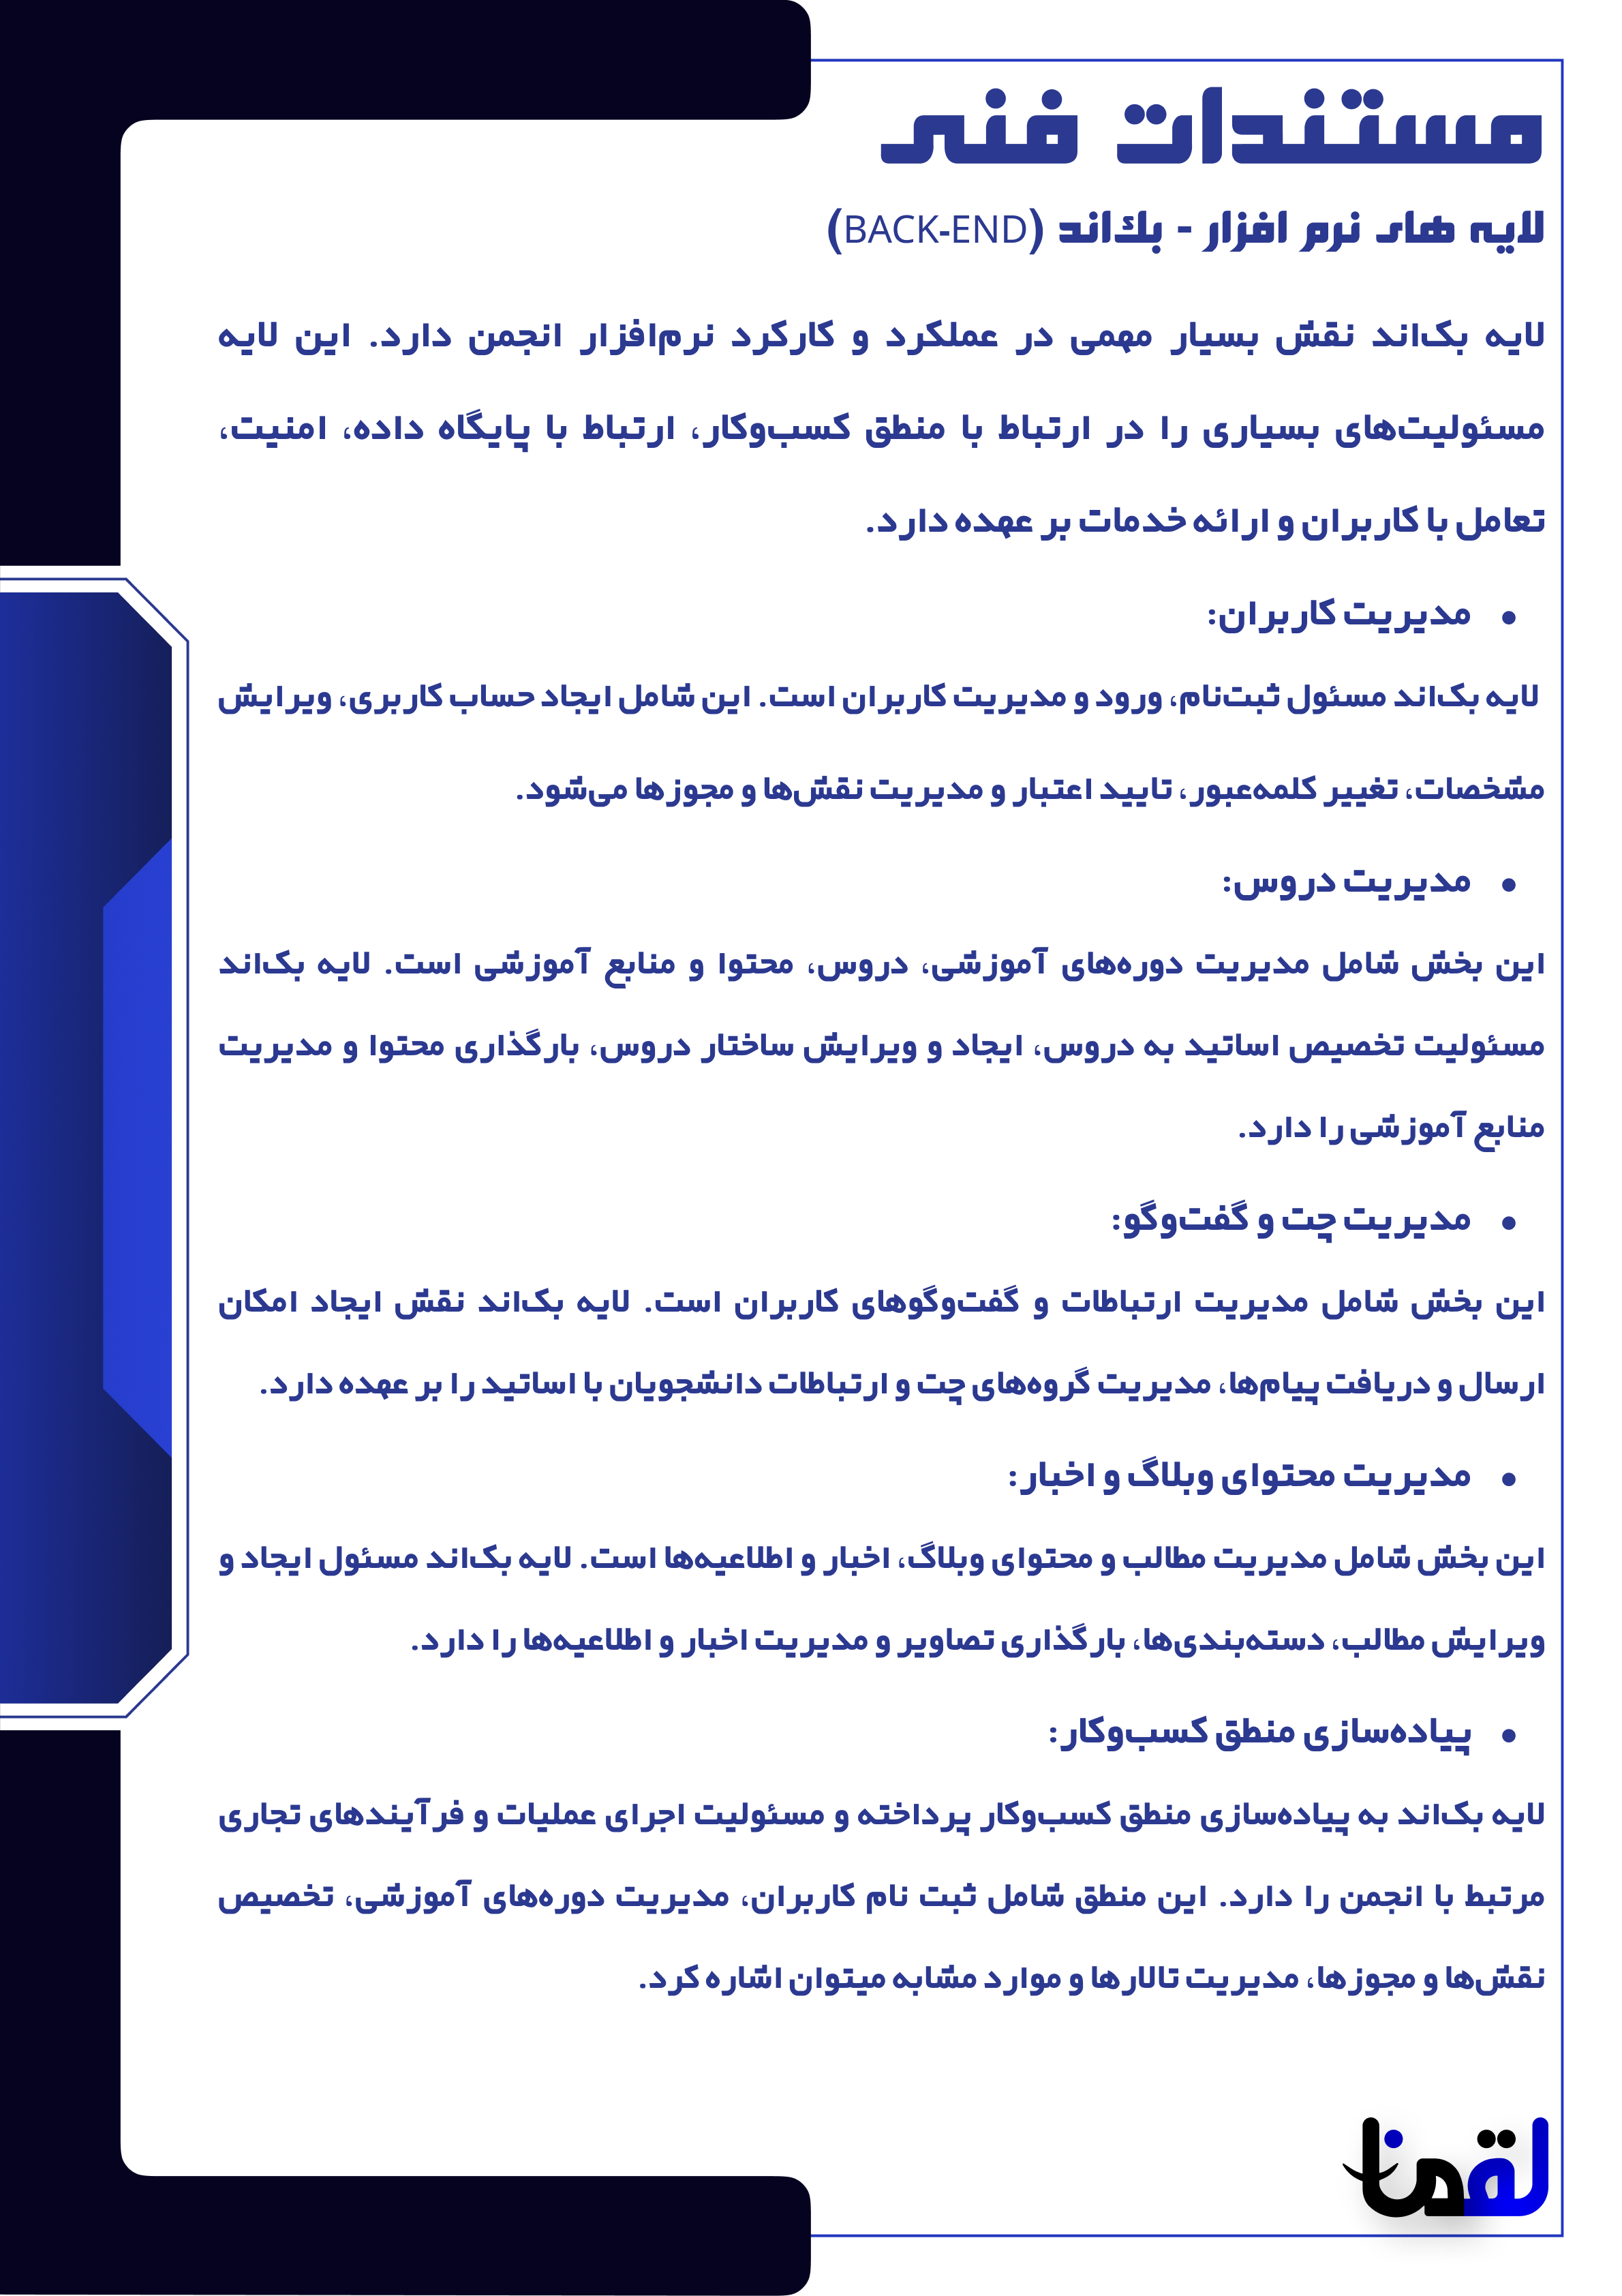 مستندات فنی
لایه های نرم افزار - بک‌اند (BACK-END)
لایه بک‌اند نقش بسیار مهمی در عملکرد و کارکرد نرم‌افزار انجمن دارد. این لایه
مسئولیت‌های بسیاری را در ارتباط با منطق کسب‌وکار، ارتباط با پایگاه داده، امنیت،
تعامل با کاربران و ارائه خدمات بر عهده دارد.
• مدیریت کاربران:
لایه بک‌اند مسئول ثبت‌نام، ورود و مدیریت کاربران است. این شامل ایجاد حساب کاربری، ویرایش
مشخصات، تغییر کلمه‌عبور، تایید اعتبار و مدیریت نقش‌ها و مجوزها می‌شود.
• مدیریت دروس:
این بخش شامل مدیریت دوره‌های آموزشی، دروس، محتوا و منابع آموزشی است. لایه بک‌اند
مسئولیت تخصیص اساتید به دروس، ایجاد و ویرایش ساختار دروس، بارگذاری محتوا و مدیریت
منابع آموزشی را دارد.
• مدیریت چت و گفت‌وگو:
این بخش شامل مدیریت ارتباطات و گفت‌وگوهای کاربران است. لایه بک‌اند نقش ایجاد امکان
ارسال و دریافت پیام‌ها، مدیریت گروه‌های چت و ارتباطات دانشجویان با اساتید را بر عهده دارد.
• مدیریت محتوای وبلاگ و اخبار:
این بخش شامل مدیریت مطالب و محتوای وبلاگ، اخبار و اطلاعیه‌ها است. لایه بک‌اند مسئول ایجاد و
ویرایش مطالب، دسته‌بندی‌ها، بارگذاری تصاویر و مدیریت اخبار و اطلاعیه‌ها را دارد.
• پیاده‌سازی منطق کسب‌وکار:
لایه بک‌اند به پیاده‌سازی منطق کسب‌وکار پرداخته و مسئولیت اجرای عملیات و فرآیندهای تجاری
مرتبط با انجمن را دارد. این منطق شامل ثبت نام کاربران، مدیریت دوره‌های آموزشی، تخصیص
نقش‌ها و مجوزها، مدیریت تالارها و موارد مشابه میتوان اشاره کرد.